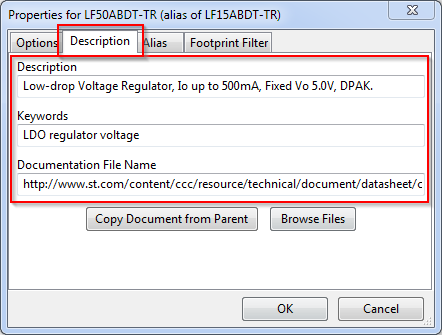 Properties for LF50ABDT-TR (alias of LF15ABDT-TR)
Options Description Alias Footprint Filter
Description
Low-drop Voltage Regulator, Io up to 500mA, Fixed Vo 5.0V, DPAK.
Keywords
LDO regulator voltage
Documentation File Name
http://www.st.com/content/ccc/resource/technical/document/datasheet/c
Copy Document from Parent Browse Files
OK Cancel